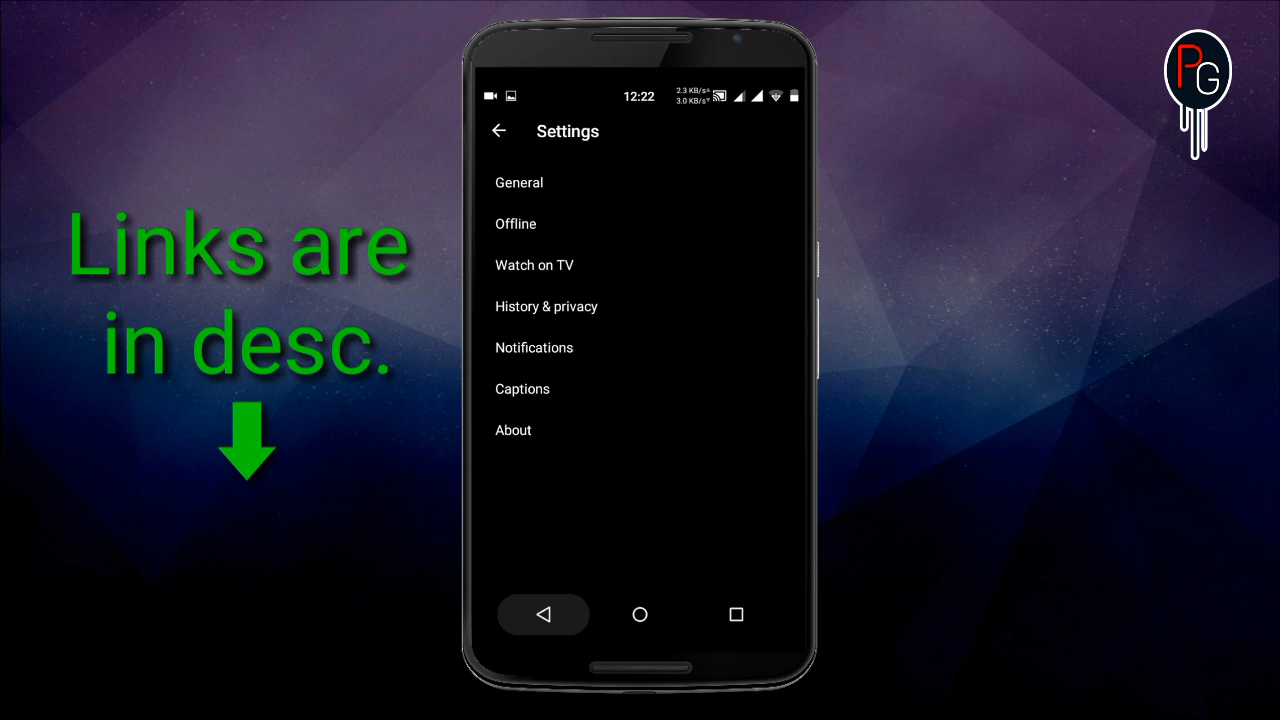 Links are
in desc.
12:22
2.3 KB/s
3.0 KB/s
Settings
General
Offline
Watch on TV
History & privacy
Notifications
Captions
About
PG